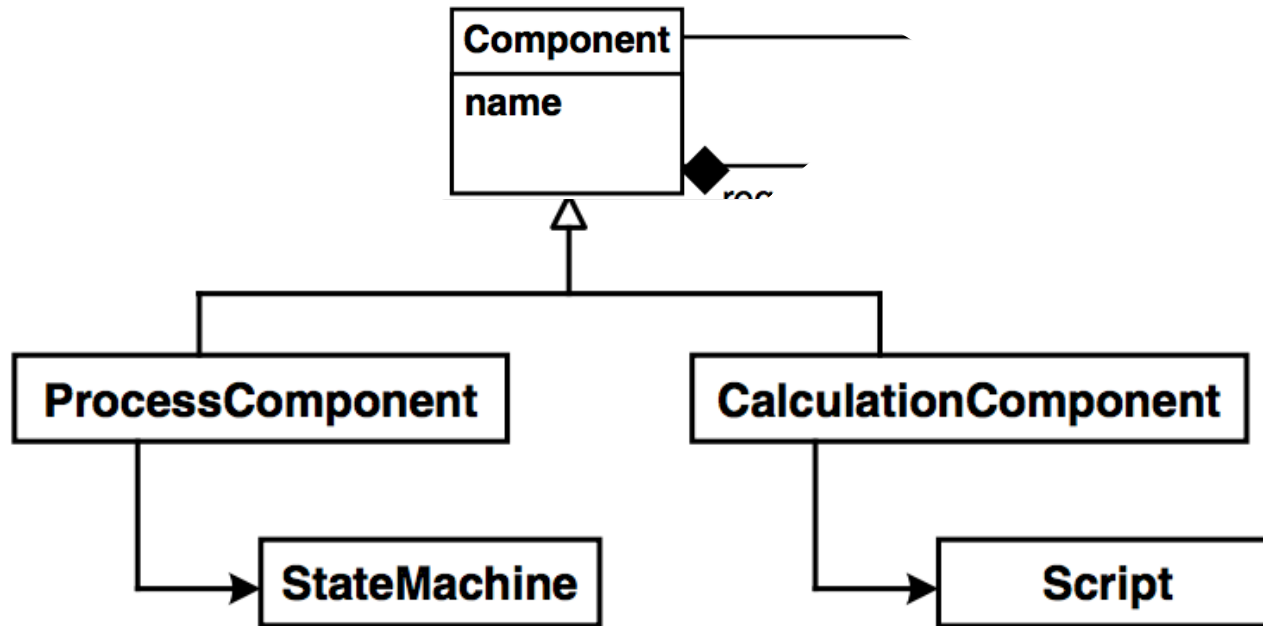 Component
name
ProcessComponent
CalculationComponent
StateMachine
Script